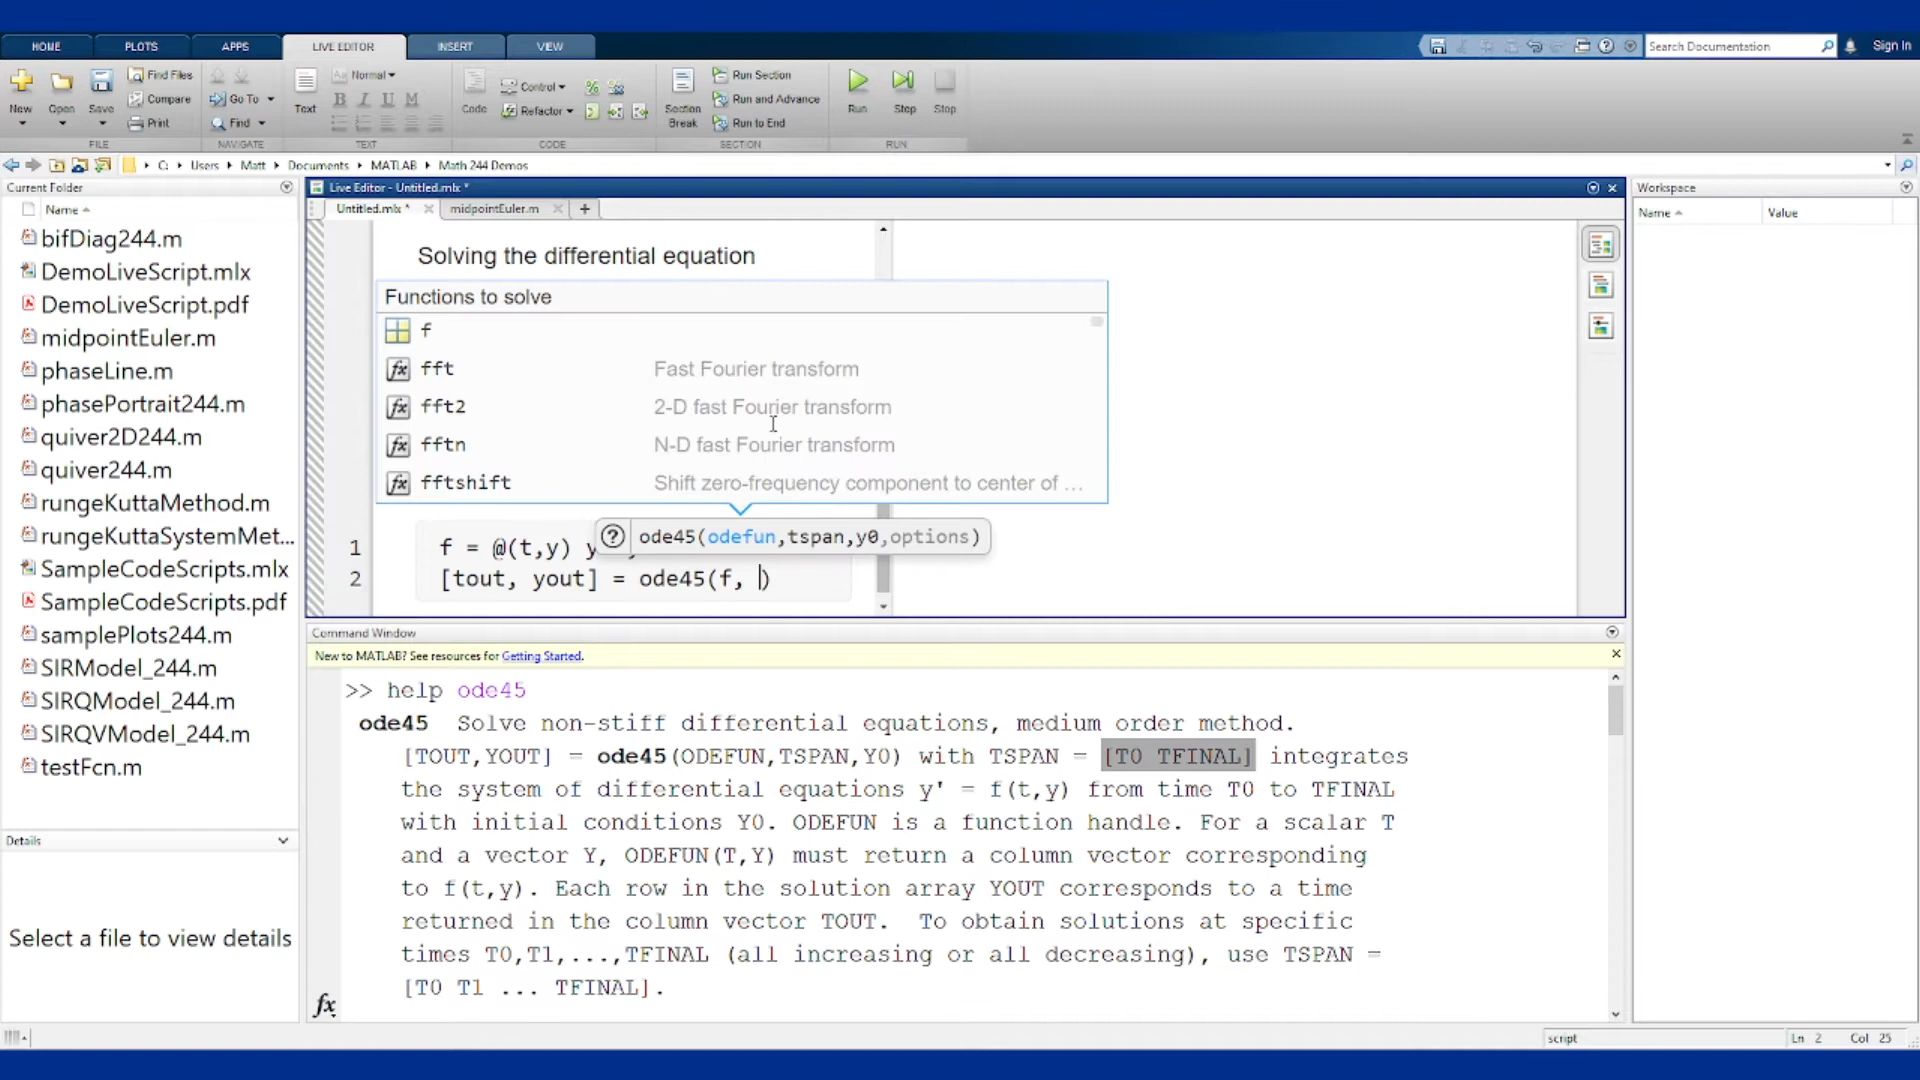 HOME PLOTS APPS LIVE EDITOR INSERT VIEW Search Documentation Sign In
New Open Save Find Files Compare Print Go To Find Text Normal B I U M Code Control Refactor Section Break Run Section Run and Advance Run to End Run Step Stop
FILE NAVIGATE TEXT CODE SECTION RUN
C: Users Matt Documents MATLAB Math 244 Demos
Current Folder
Name
bifDiag244.m
DemoLiveScript.mlx
DemoLiveScript.pdf
midpointEuler.m
phaseLine.m
phasePortrait244.m
quiver2D244.m
quiver244.m
rungeKuttaMethod.m
rungeKuttaSystemMet...
SampleCodeScripts.mlx
SampleCodeScripts.pdf
samplePlots244.m
SIRModel_244.m
SIRQModel_244.m
SIRQVModel_244.m
testFcn.m
Details
Select a file to view details
Live Editor - Untitled.mlx *
Untitled.mlx * midpointEuler.m +
Solving the differential equation
Functions to solve
f
fx fft Fast Fourier transform
fx fft2 2-D fast Fourier transform
fx fftn N-D fast Fourier transform
fx fftshift Shift zero-frequency component to center of ...
? ode45(odefun,tspan,y0,options)
1 f = @(t,y)
2 [tout, yout] = ode45(f, )
Command Window
New to MATLAB? See resources for Getting Started.
>> help ode45
ode45 Solve non-stiff differential equations, medium order method.
[TOUT,YOUT] = ode45(ODEFUN,TSPAN,Y0) with TSPAN = [T0 TFINAL] integrates
the system of differential equations y' = f(t,y) from time T0 to TFINAL
with initial conditions Y0. ODEFUN is a function handle. For a scalar T
and a vector Y, ODEFUN(T,Y) must return a column vector corresponding
to f(t,y). Each row in the solution array YOUT corresponds to a time
returned in the column vector TOUT. To obtain solutions at specific
times T0,T1,...,TFINAL (all increasing or all decreasing), use TSPAN =
[T0 T1 ... TFINAL].
fx
Workspace
Name Value
script Ln 2 Col 25